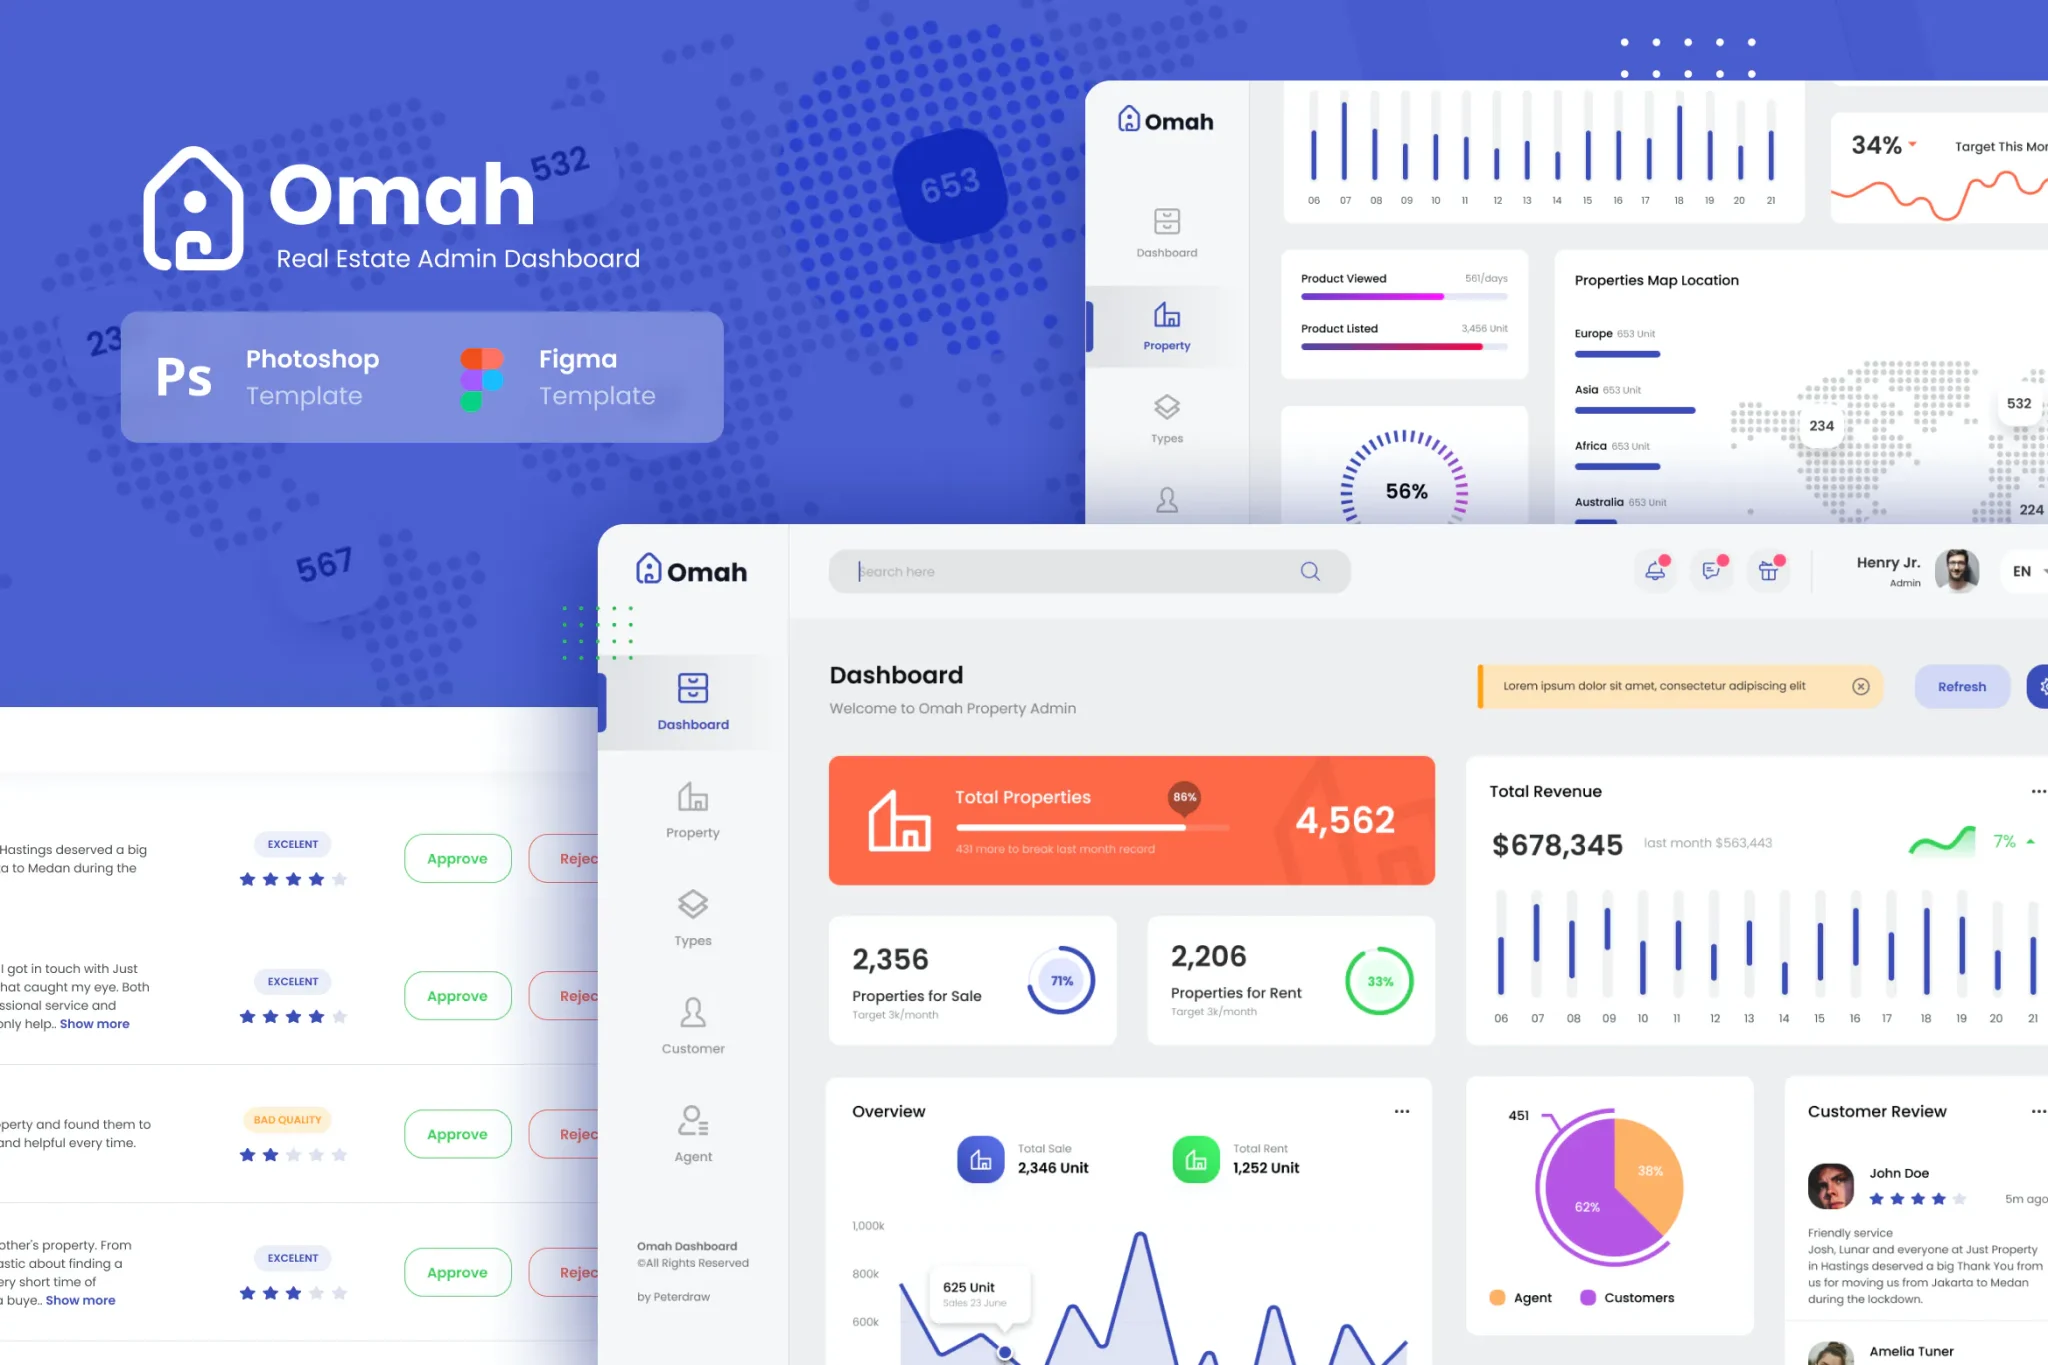 Omah
Real Estate Admin Dashboard
Ps
Photoshop
Template
Figma
Template
532
653
567
Omah
Dashboard
Property
Types
06 07 08 09 10 11 12 13 14 15 16 17 18 19 20 21
34%
Target This
Product Viewed 561/days
Product Listed 3,456 Unit
56%
Properties Map Location
Europe 653 Unit
Asia 653 Unit
Africa 653 Unit
Australia 653 Unit
234
532
224
EXCELENT
Hastings deserved a big
to Medan during the
Approve
EXCELENT
I got in touch with Just
hat caught my eye. Both
service and
only help.. Show more
Approve
BAD QUALITY
and found them to
and helpful every time.
Approve
EXCELENT
other's property. From
about finding a
short time of
a buye.. Show more
Approve
Omah
Search here
Henry Jr.
Admin
EN
Dashboard
Property
Types
Customer
Agent
Omah Dashboard
©All Rights Reserved
by Peterdraw
Dashboard
Welcome to Omah Property Admin
Lorem ipsum dolor sit amet, consectetur adipiscing elit
Refresh
Total Properties
86%
431 more to break last month record
4,562
2,356
Properties for Sale
Target 3k/month
71%
2,206
Properties for Rent
Target 3k/month
33%
Total Revenue
$678,345 last month $563,443
7%
06 07 08 09 10 11 12 13 14 15 16 17 18 19 20 21
Overview
Total Sale
2,346 Unit
Total Rent
1,252 Unit
1,000k
800k
600k
625 Unit
Sales 23 June
451
38%
62%
Agent
Customers
Customer Review
John Doe
5m ago
Friendly service
Josh, Lunar and everyone at Just Property
in Hastings deserved a big Thank You from
us for moving us from Jakarta to Medan
during the lockdown.
Amelia Tuner